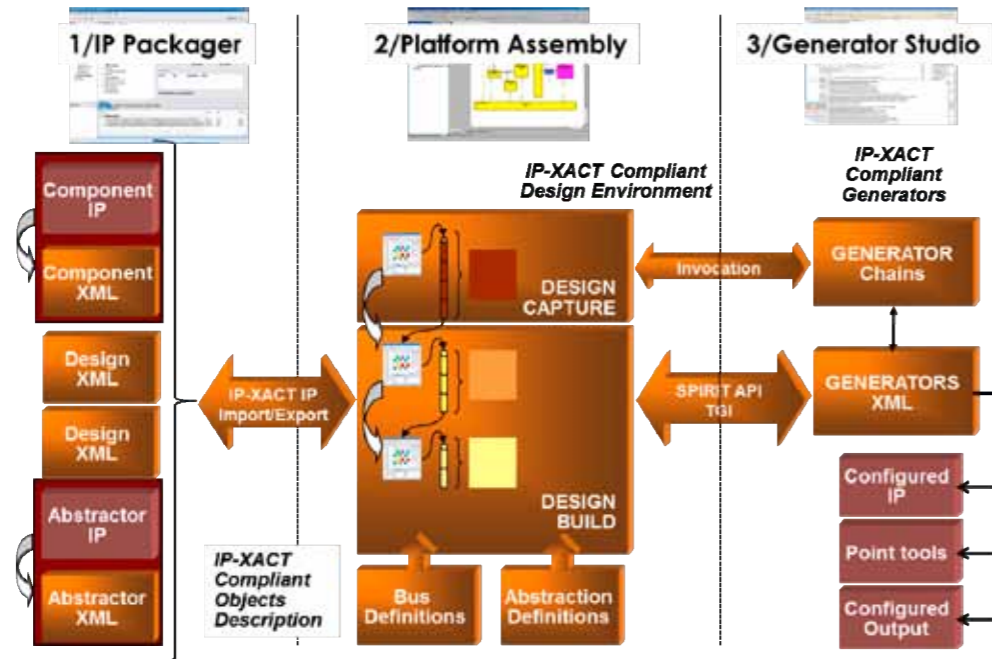 1/IP Packager
2/Platform Assembly
3/Generator Studio
Component
IP
Component
XML
Design
XML
Design
XML
Abstractor
IP
Abstractor
XML
IP-XACT IP
Import/Export
IP-XACT
Compliant
Objects
Description
IP-XACT Compliant
Design Environment
DESIGN
CAPTURE
DESIGN
BUILD
Bus
Definitions
Abstraction
Definitions
Invocation
SPIRIT API
TGI
IP-XACT
Compliant
Generators
GENERATOR
Chains
GENERATORS
XML
Configured
IP
Point tools
Configured
Output